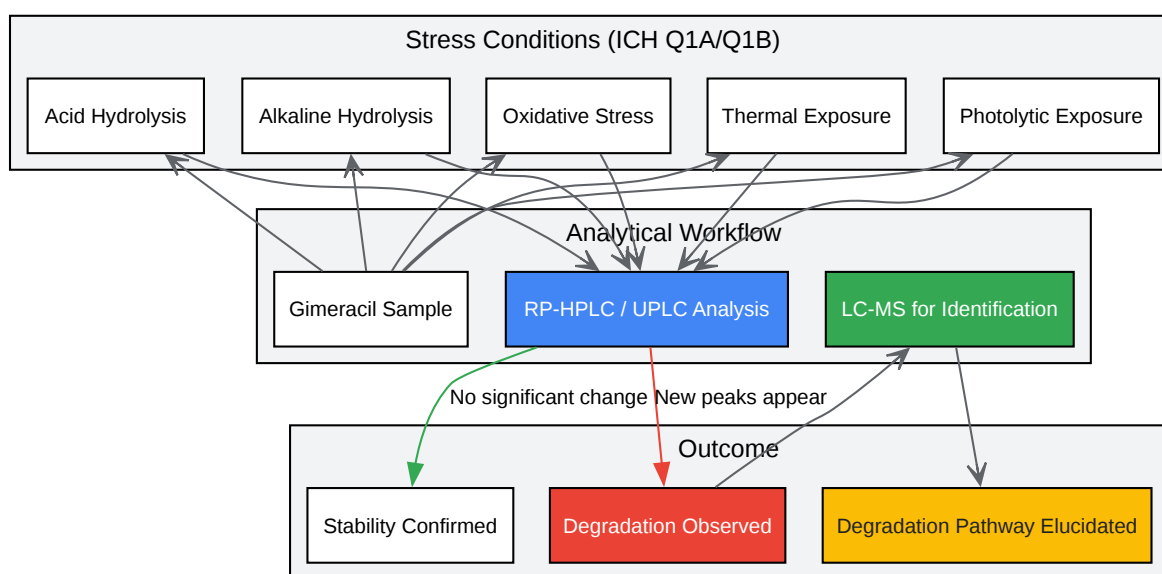 Stress Conditions (ICH Q1A/Q1B)
Acid Hydrolysis
Alkaline Hydrolysis
Oxidative Stress
Thermal Exposure
Photolytic Exposure
Analytical Workflow
Gimeracil Sample
RP-HPLC / UPLC Analysis
LC-MS for Identification
No significant change
New peaks appear
Outcome
Stability Confirmed
Degradation Observed
Degradation Pathway Elucidated